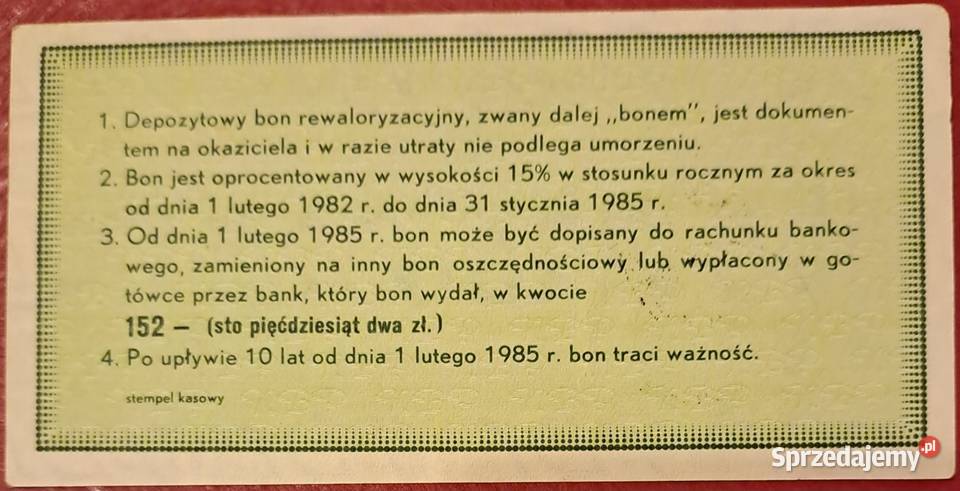 1. Depozytowy bon rewaloryzacyjny, zwany dalej ,,bonem", jest dokumen-
tem na okaziciela i w razie utraty nie podlega umorzeniu.
2. Bon jest oprocentowany w wysokości 15% w stosunku rocznym za okres
od dnia 1 lutego 1982 r. do dnia 31 stycznia 1985 r.
3. Od dnia 1 lutego 1985 r. bon może być dopisany do rachunku banko-
wego, zamieniony na inny bon oszczędnościowy lub wypłacony w go-
tówce przez bank, który bon wydał, w kwocie
152 — (sto pięćdziesiąt dwa zł.)
4. Po upływie 10 lat od dnia 1 lutego 1985 r. bon traci ważność.
stempel kasowy
Sprzedajemy.pl